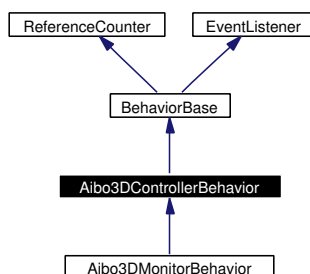 ReferenceCounter EventListener
BehaviorBase
Aibo3DControllerBehavior
Aibo3DMonitorBehavior